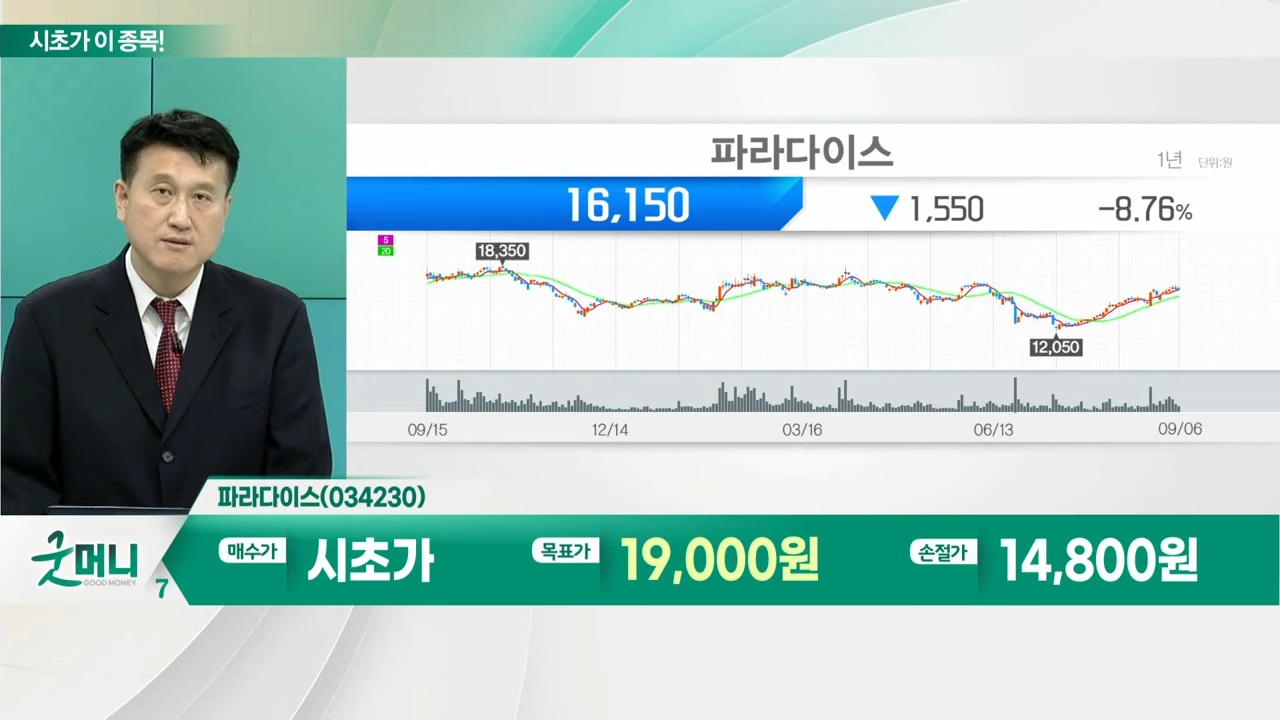 시초가 이 종목!
파라다이스
1년 단위:원
16,150 ▼ 1,550 -8.76%
5
20
18,350
12,050
09/15 12/14 03/16 06/13 09/06
파라다이스(034230)
굿머니
GOOD MONEY
7
매수가 시초가 목표가 19,000원 손절가 14,800원